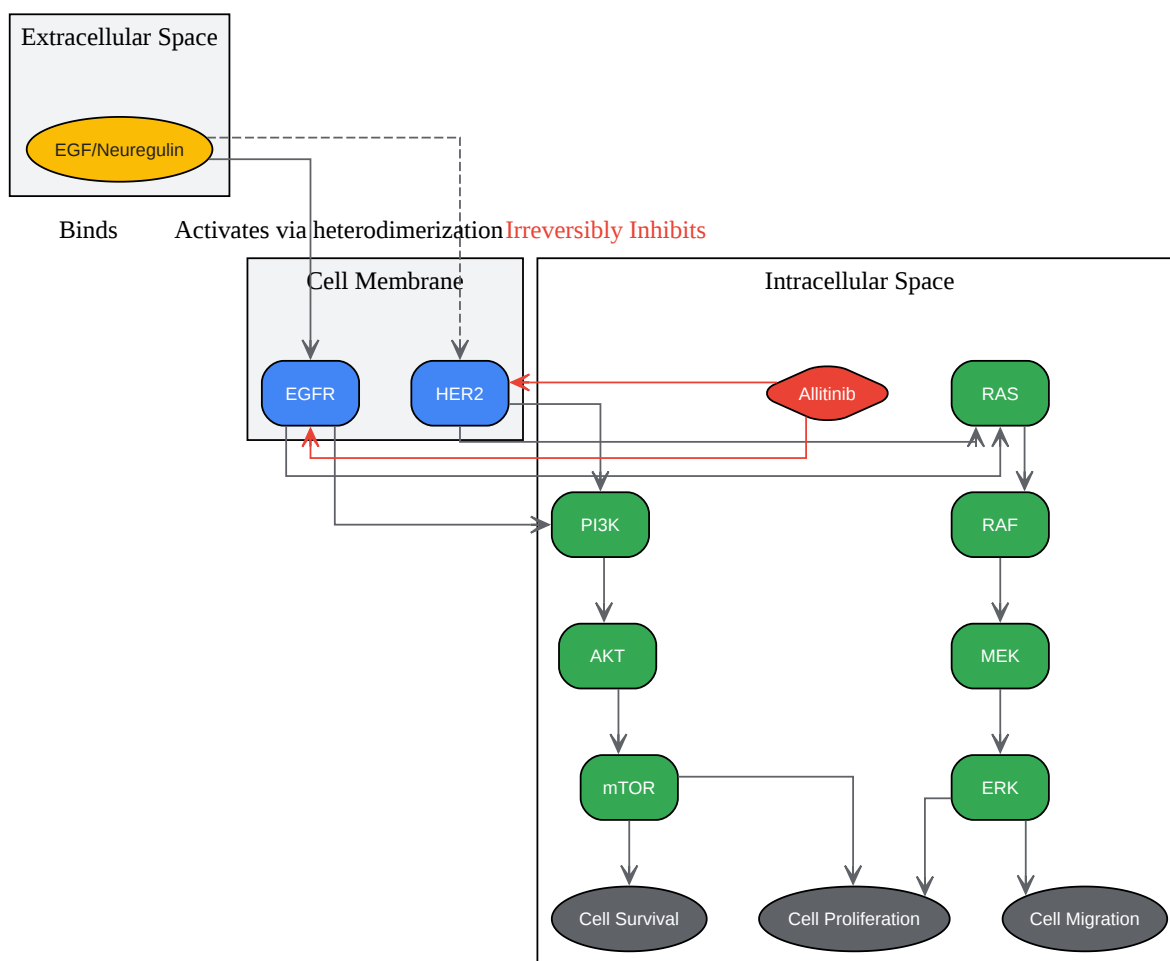 Extracellular Space
EGF/Neuregulin
Binds
Activates via heterodimerization
Irreversibly Inhibits
Cell Membrane
Intracellular Space
EGFR
HER2
Allitinib
RAS
PI3K
RAF
AKT
MEK
mTOR
ERK
Cell Survival
Cell Proliferation
Cell Migration